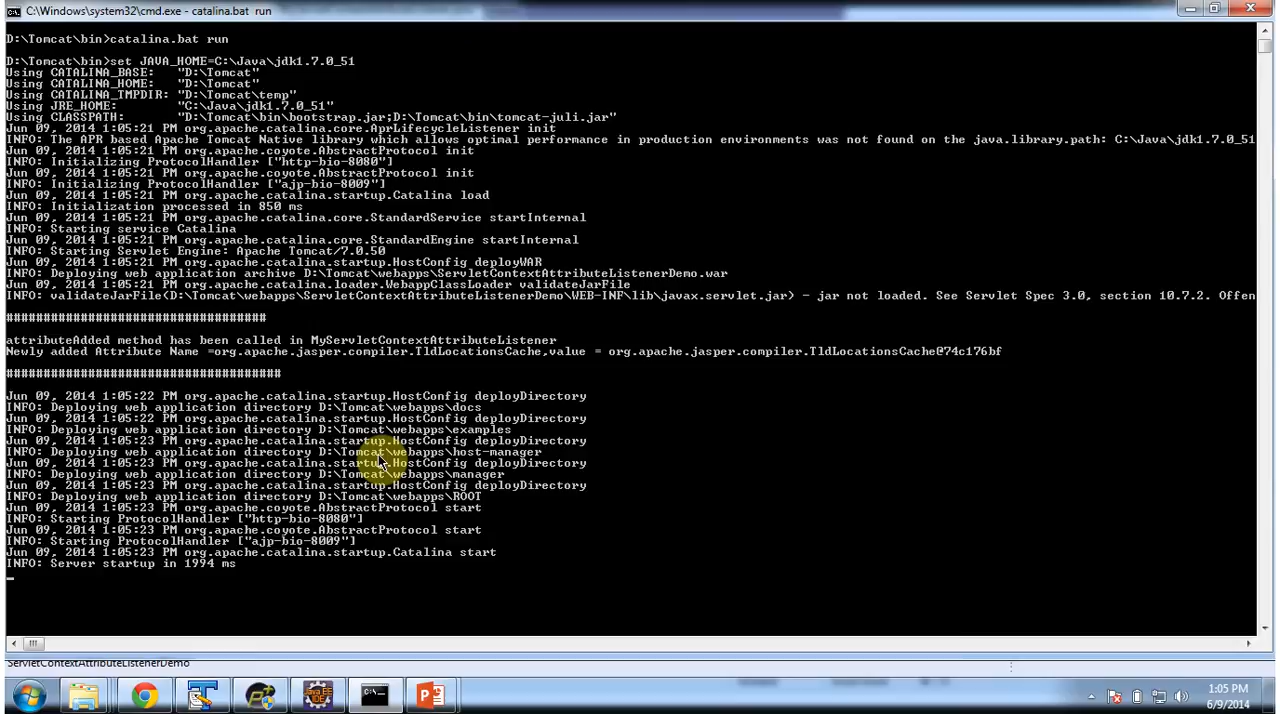 C:\Windows\system32\cmd.exe - catalina.bat run
D:\Tomcat\bin>catalina.bat run
D:\Tomcat\bin>set JAVA_HOME=C:\Java\jdk1.7.0_51
Using CATALINA_BASE:   "D:\Tomcat"
Using CATALINA_HOME:   "D:\Tomcat"
Using CATALINA_TMPDIR: "D:\Tomcat\temp"
Using JRE_HOME:        "C:\Java\jdk1.7.0_51"
Using CLASSPATH:       "D:\Tomcat\bin\bootstrap.jar;D:\Tomcat\bin\tomcat-juli.jar"
Jun 09, 2014 1:05:21 PM org.apache.catalina.core.AprLifecycleListener init
INFO: The APR based Apache Tomcat Native library which allows optimal performance in production environments was not found on the java.library.path: C:\Java\jdk1.7.0_51
Jun 09, 2014 1:05:21 PM org.apache.coyote.AbstractProtocol init
INFO: Initializing ProtocolHandler ["http-bio-8080"]
Jun 09, 2014 1:05:21 PM org.apache.coyote.AbstractProtocol init
INFO: Initializing ProtocolHandler ["ajp-bio-8009"]
Jun 09, 2014 1:05:21 PM org.apache.catalina.startup.Catalina load
INFO: Initialization processed in 850 ms
Jun 09, 2014 1:05:21 PM org.apache.catalina.core.StandardService startInternal
INFO: Starting service Catalina
Jun 09, 2014 1:05:21 PM org.apache.catalina.core.StandardEngine startInternal
INFO: Starting Servlet Engine: Apache Tomcat/7.0.50
Jun 09, 2014 1:05:21 PM org.apache.catalina.startup.HostConfig deployWAR
INFO: Deploying web application archive D:\Tomcat\webapps\ServletContextAttributeListenerDemo.war
Jun 09, 2014 1:05:21 PM org.apache.catalina.loader.WebappClassLoader validateJarFile
INFO: validateJarFile(D:\Tomcat\webapps\ServletContextAttributeListenerDemo\WEB-INF\lib\javax.servlet.jar) - jar not loaded. See Servlet Spec 3.0, section 10.7.2. Offen
###################################
attributeAdded method has been called in MyServletContextAttributeListener
Newly added Attribute Name =org.apache.jasper.compiler.TldLocationsCache,value = org.apache.jasper.compiler.TldLocationsCache@74c176bf
#####################################
Jun 09, 2014 1:05:22 PM org.apache.catalina.startup.HostConfig deployDirectory
INFO: Deploying web application directory D:\Tomcat\webapps\docs
Jun 09, 2014 1:05:22 PM org.apache.catalina.startup.HostConfig deployDirectory
INFO: Deploying web application directory D:\Tomcat\webapps\examples
Jun 09, 2014 1:05:23 PM org.apache.catalina.startup.HostConfig deployDirectory
INFO: Deploying web application directory D:\Tomcat\webapps\host-manager
Jun 09, 2014 1:05:23 PM org.apache.catalina.startup.HostConfig deployDirectory
INFO: Deploying web application directory D:\Tomcat\webapps\manager
Jun 09, 2014 1:05:23 PM org.apache.catalina.startup.HostConfig deployDirectory
INFO: Deploying web application directory D:\Tomcat\webapps\ROOT
Jun 09, 2014 1:05:23 PM org.apache.coyote.AbstractProtocol start
INFO: Starting ProtocolHandler ["http-bio-8080"]
Jun 09, 2014 1:05:23 PM org.apache.coyote.AbstractProtocol start
INFO: Starting ProtocolHandler ["ajp-bio-8009"]
Jun 09, 2014 1:05:23 PM org.apache.catalina.startup.Catalina start
INFO: Server startup in 1994 ms
ServletContextAttributeListenerDemo
Java EE
IDE
1:05 PM
6/9/2014